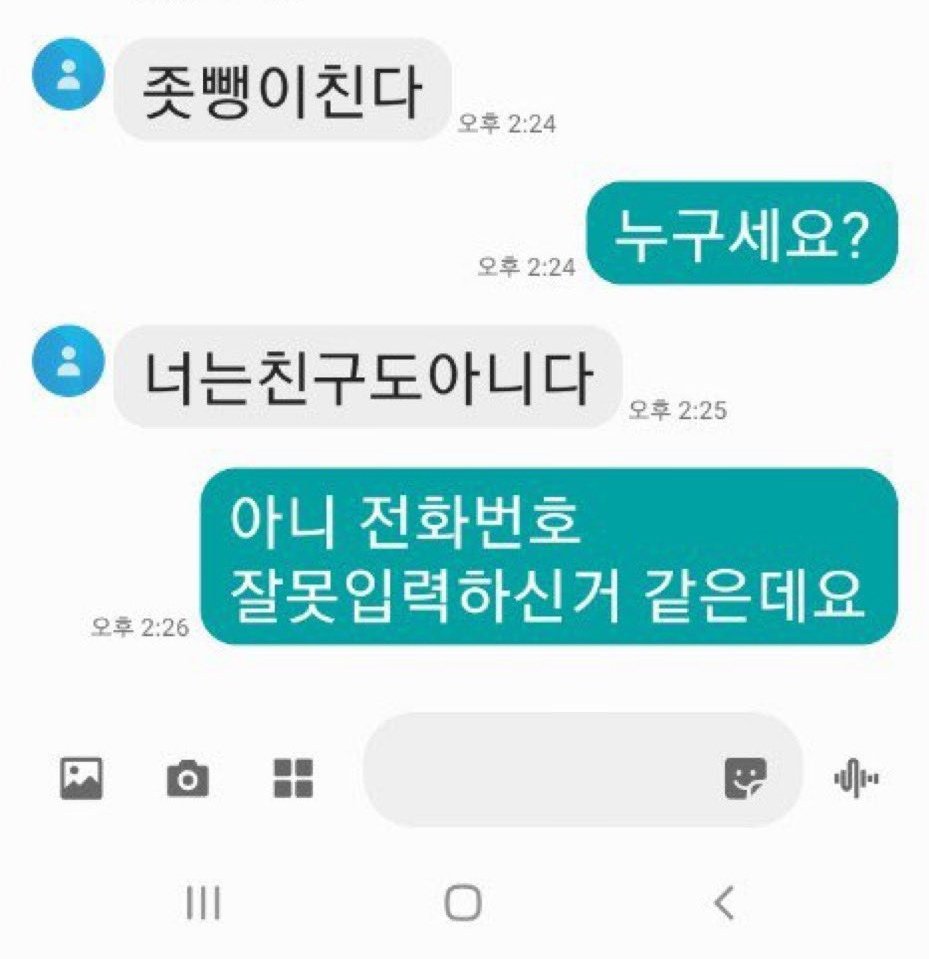 좃뺑이친다
오후 2:24
누구세요?
오후 2:24
너는친구도아니다
오후 2:25
아니 전화번호
잘못입력하신거 같은데요
오후 2:26